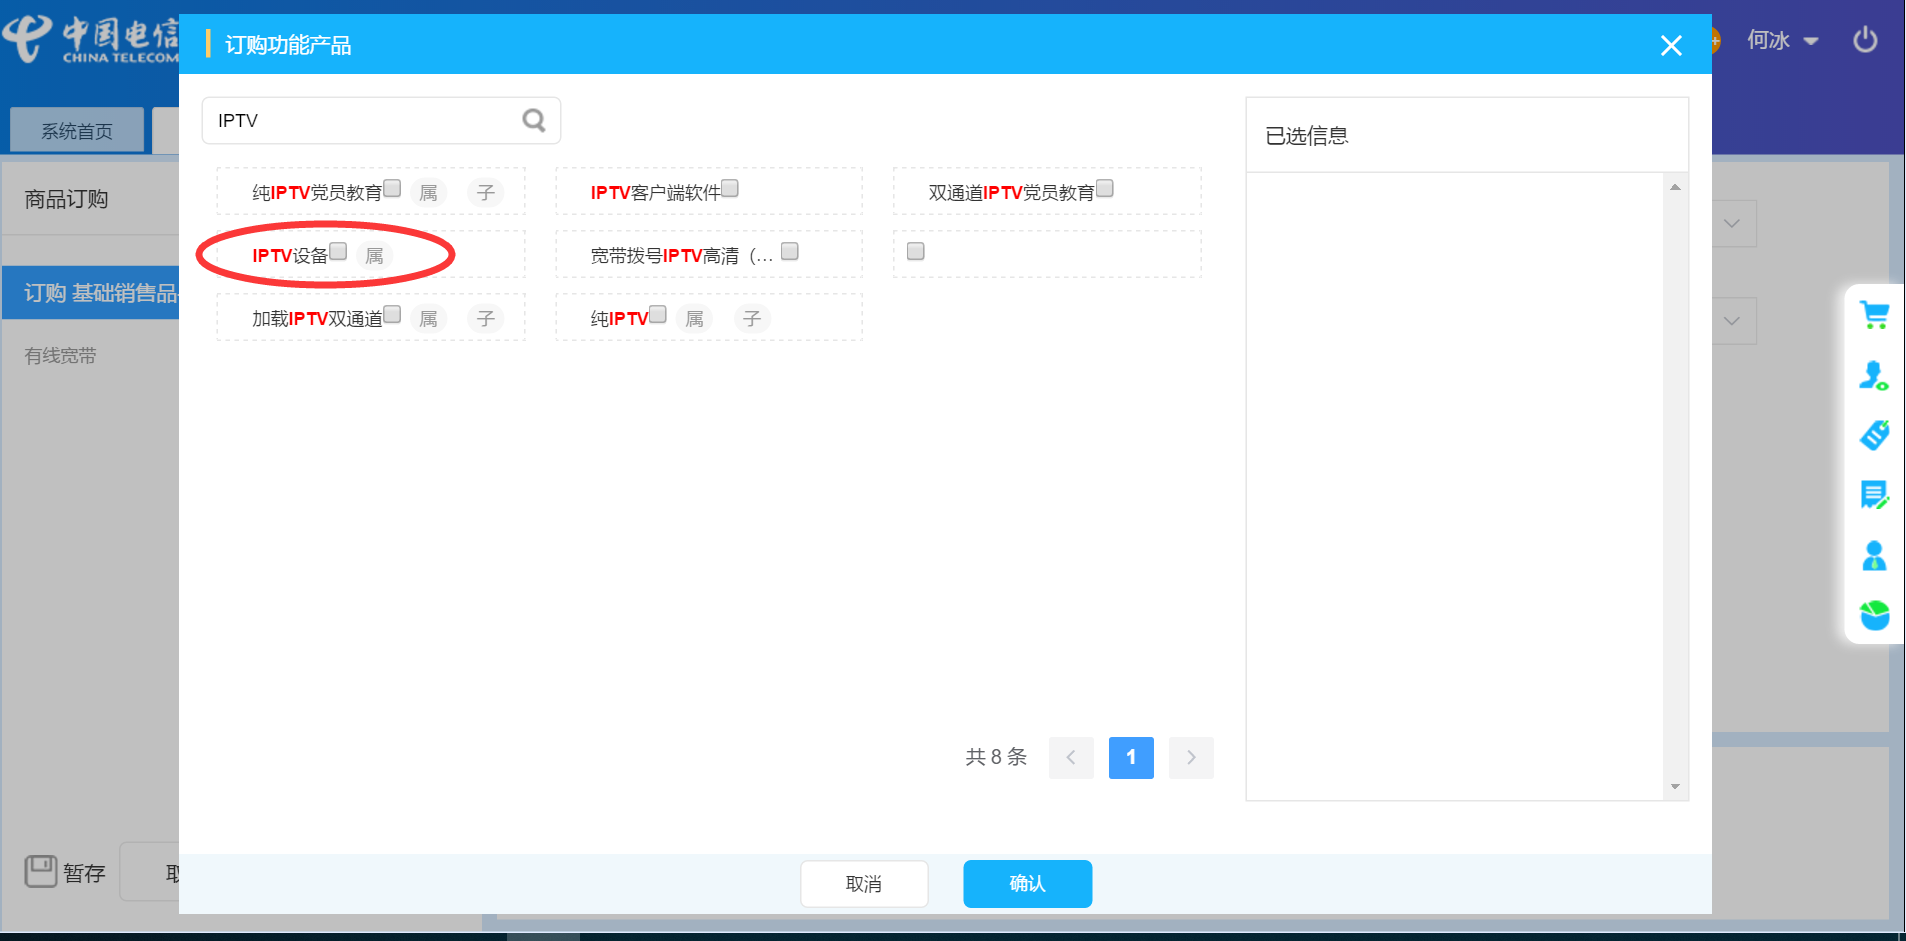 中国电信
CHINA TELECOM
订购功能产品
何冰
系统首页
IPTV
已选信息
商品订购
纯IPTV党员教育 属 子
IPTV客户端软件
双通道IPTV党员教育
IPTV设备 属
宽带拨号IPTV高清（...
订购 基础销售品
加载IPTV双通道 属 子
纯IPTV 属 子
有线宽带
共 8 条
1
暂存
取消
确认